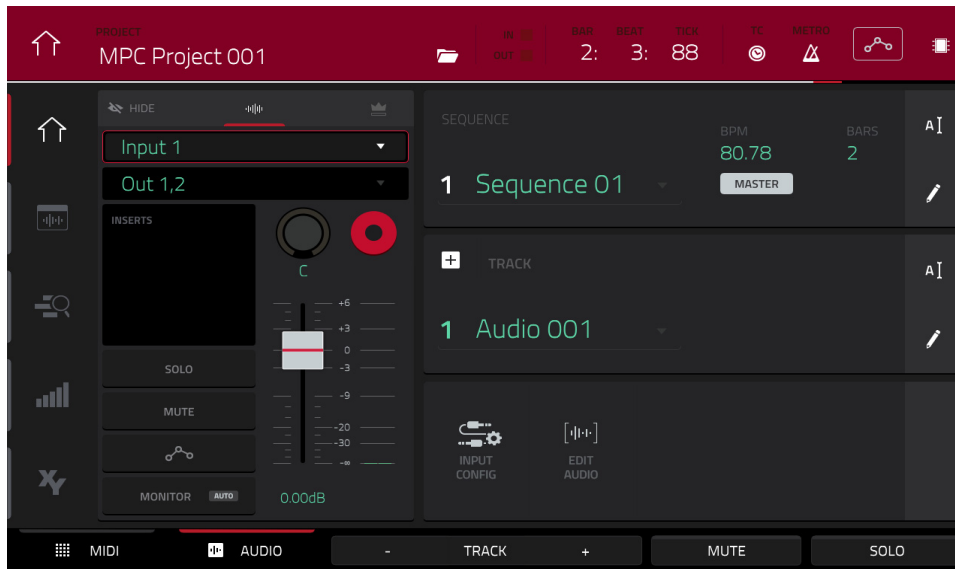 PROJECT
MPC Project 001
IN
OUT
BAR BEAT TICK
2: 3: 88
TC
METRO
HIDE
Input 1
Out 1,2
INSERTS
C
+6
+3
0
-3
-9
-20
-30
-∞
SOLO
MUTE
MONITOR AUTO
0.00dB
SEQUENCE
BPM
80.78
BARS
2
1 Sequence 01
MASTER
A
TRACK
1 Audio 001
A
INPUT
CONFIG
EDIT
AUDIO
XY
MIDI
AUDIO
- TRACK +
MUTE
SOLO